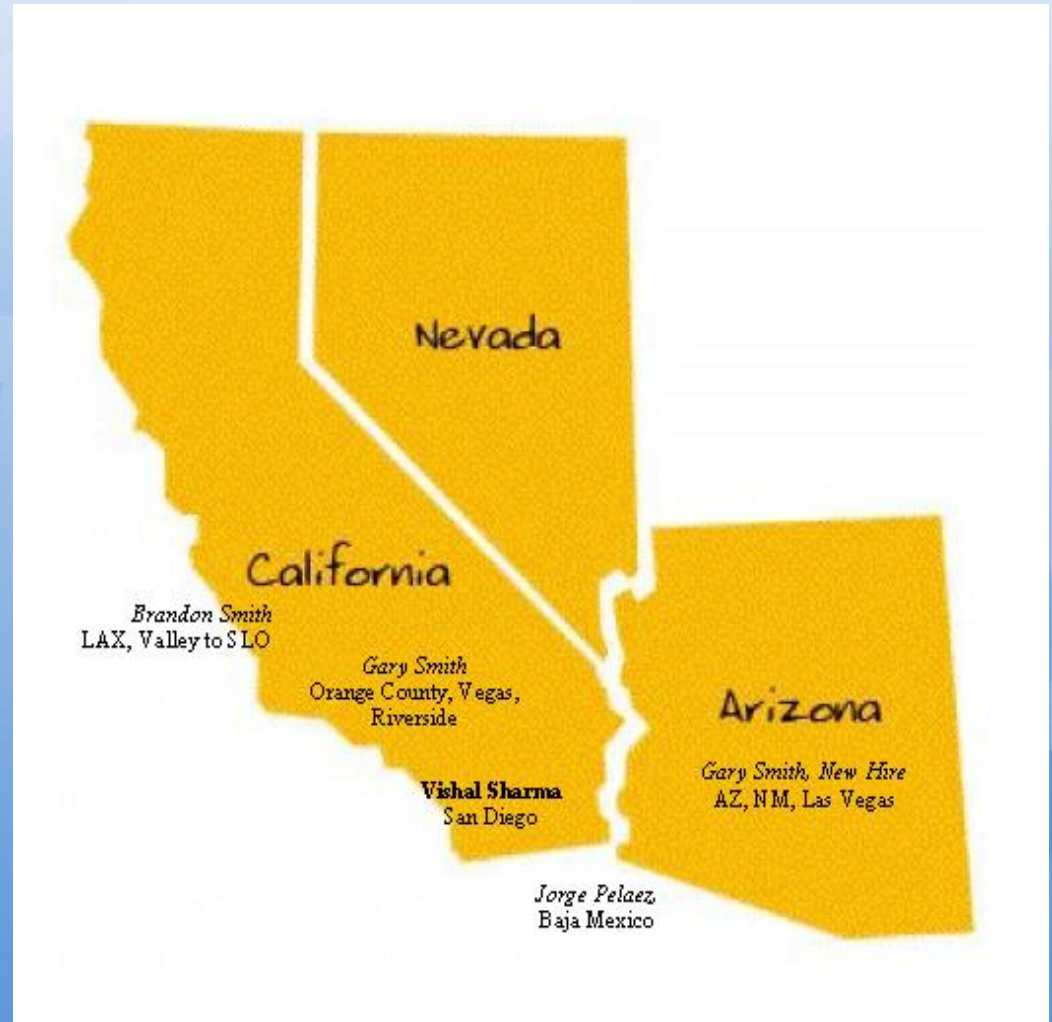 Nevada
California
Brandon Smith
LAX, Valley to SLO
Gary Smith
Orange County, Vegas,
Riverside
Arizona
Gary Smith, New Hire
AZ, NM, Las Vegas
Vishal Sharma
San Diego
Jorge Pelaez,
Baja Mexico